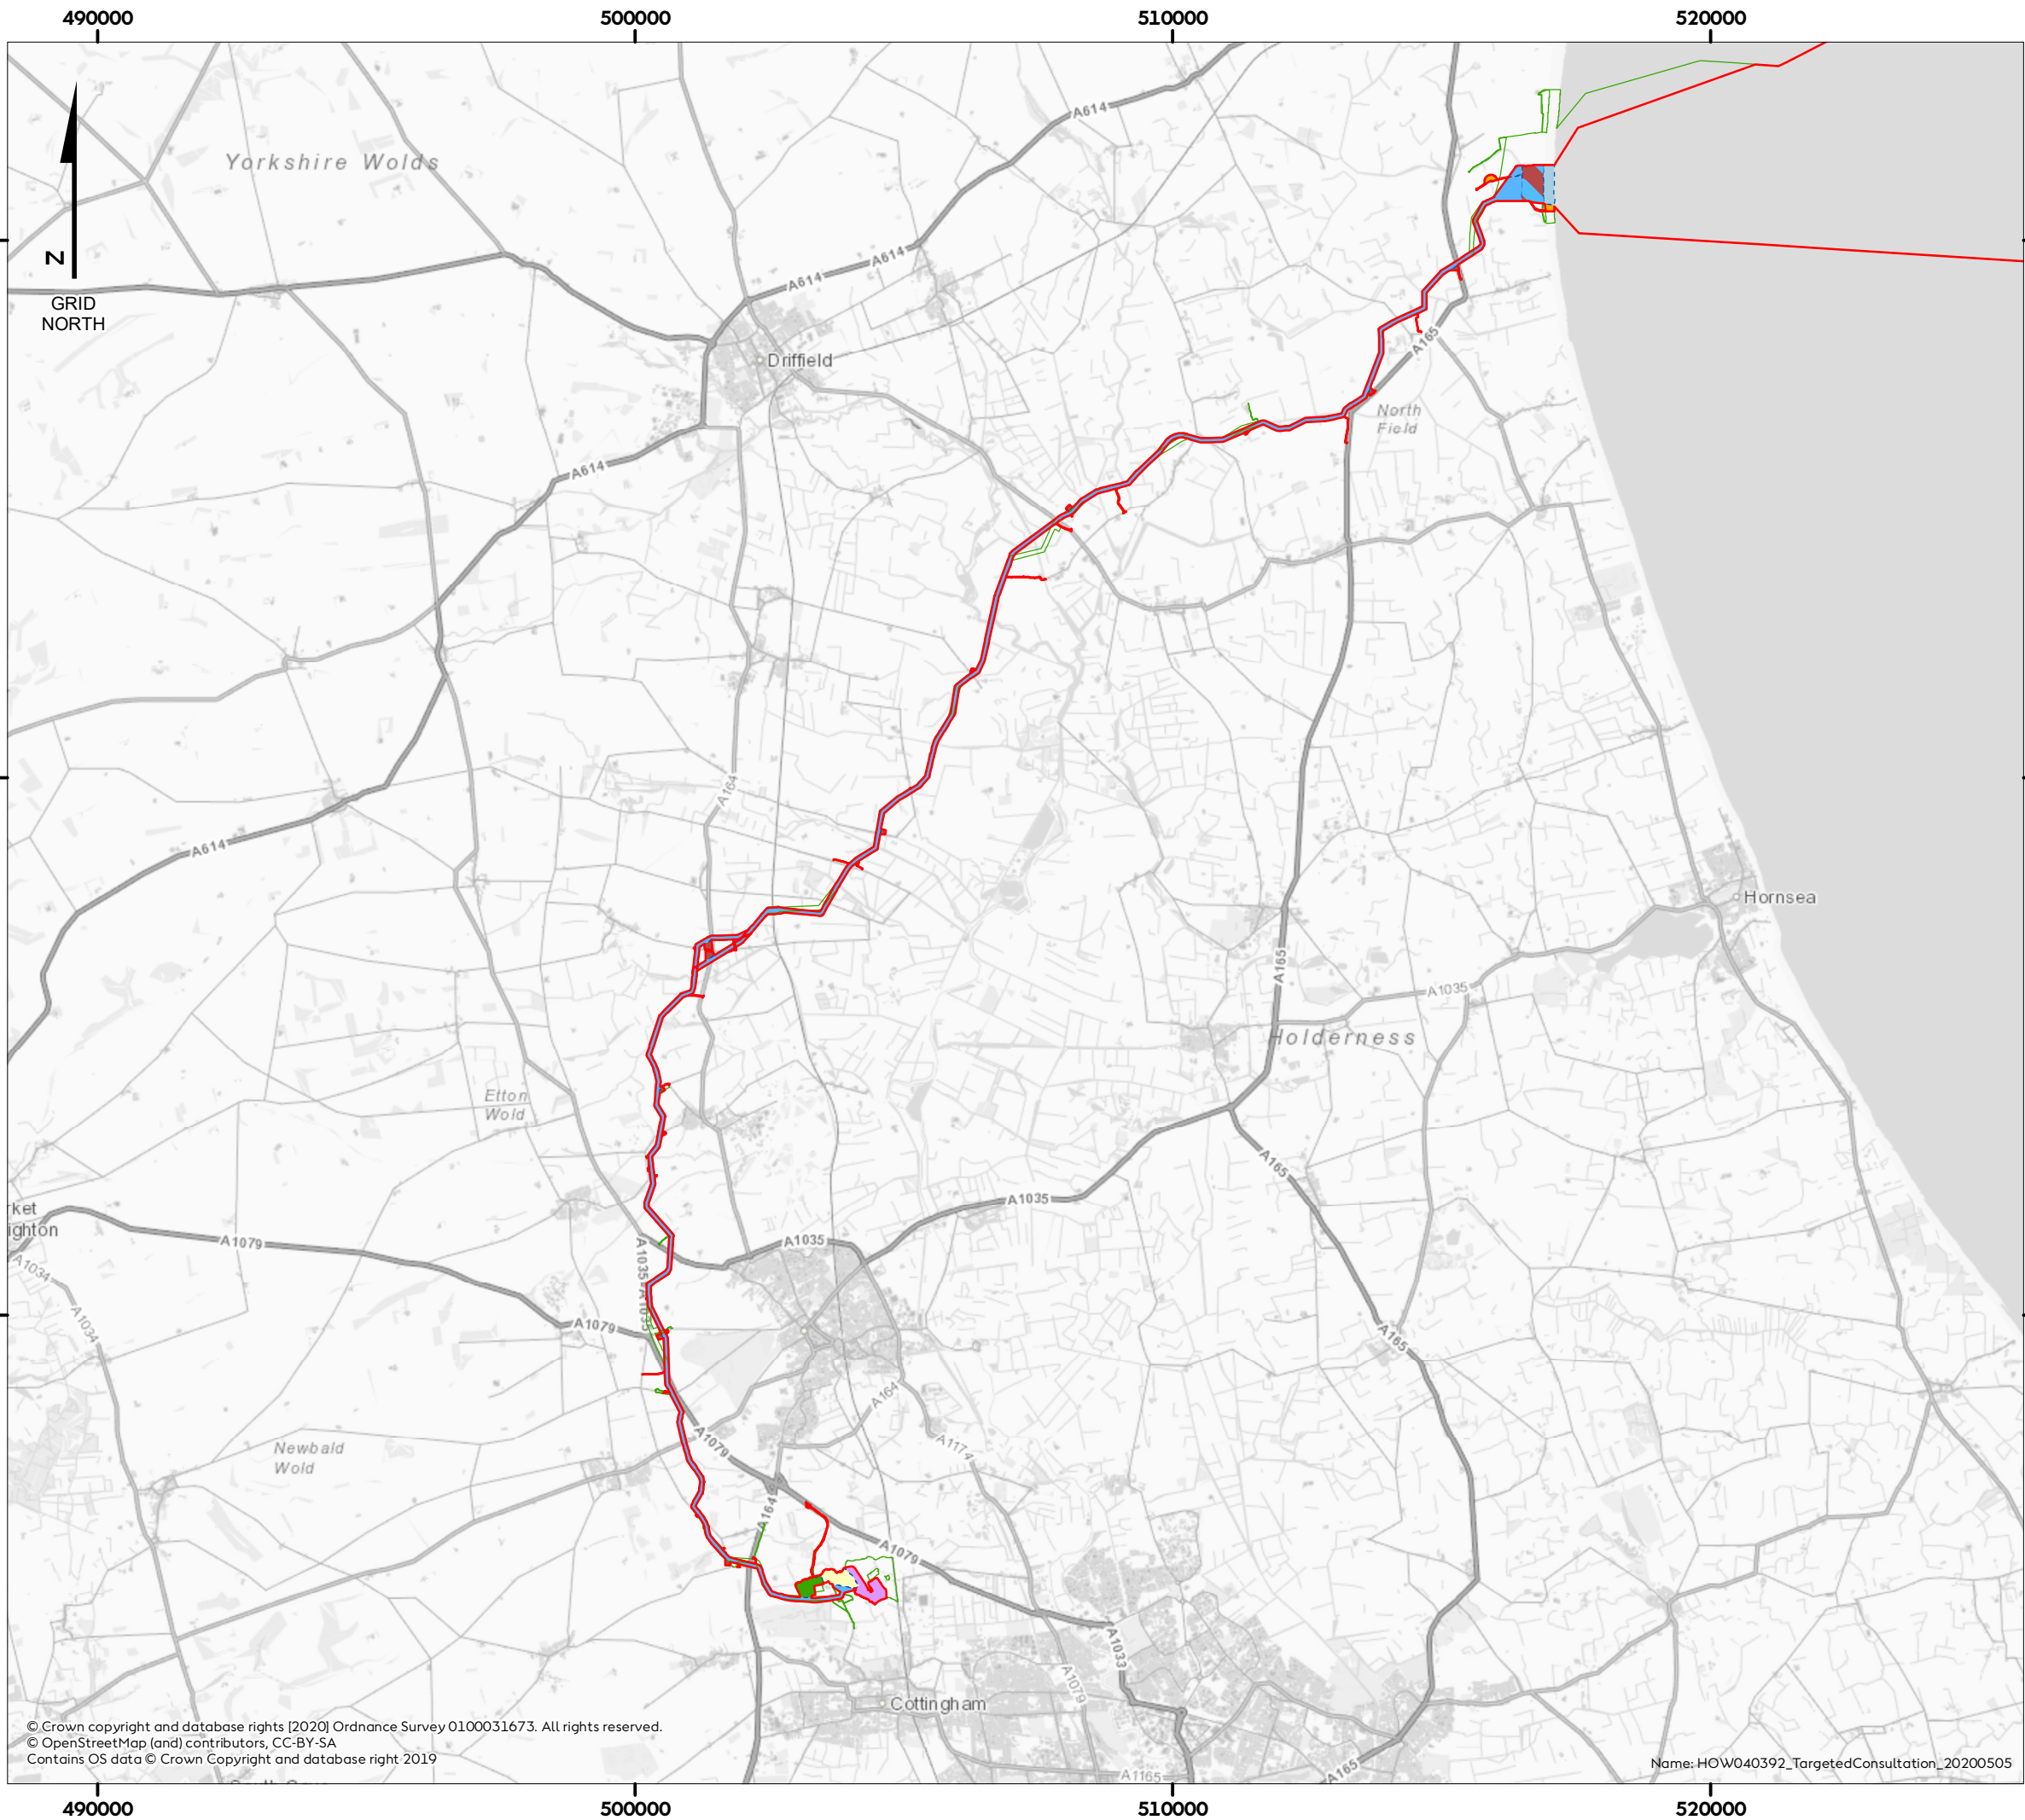 490000 500000 510000 520000
A614
Yorkshire Wolds
N
GRID
NORTH
A614
A614
Driffield
A165
North
Field
A614
A164
A614
Hornsea
A165
A1035
Holderness
Etton
Wold
A165
A1035
rket
ighton
A1079
A1035
A1034
A1035
A1034
A1079
A165
A164
Newbald
Wold
A1079
A1174
A164
A1079
A1033
A1079
Cottingham
© Crown copyright and database rights [2020] Ordnance Survey 0100031673. All rights reserved.
© OpenStreetMap (and) contributors, CC-BY-SA
Contains OS data © Crown Copyright and database right 2019
Name: HOW040392_TargetedConsultation_20200505
A1165
A165
490000 500000 510000 520000